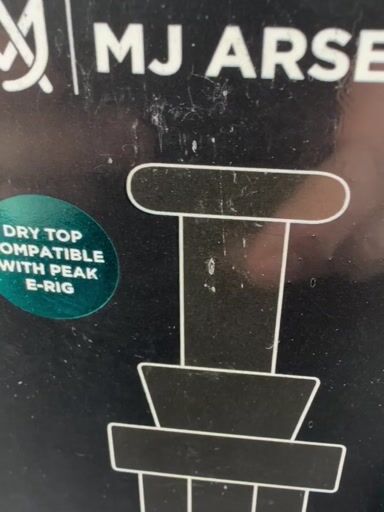 MJ ARSE
DRY TOP
OMPATIBLE
WITH PEAK
E-RIG